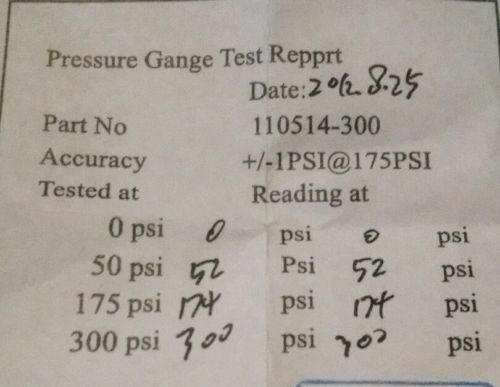 Pressure Gange Test Repprt
Date:2012.8.25
Part No 110514-300
Accuracy +/-1PSI@175PSI
Tested at Reading at
0 psi 0 psi 0 psi
50 psi 52 Psi 52 psi
175 psi 174 psi 174 psi
300 psi 300 psi 300 psi